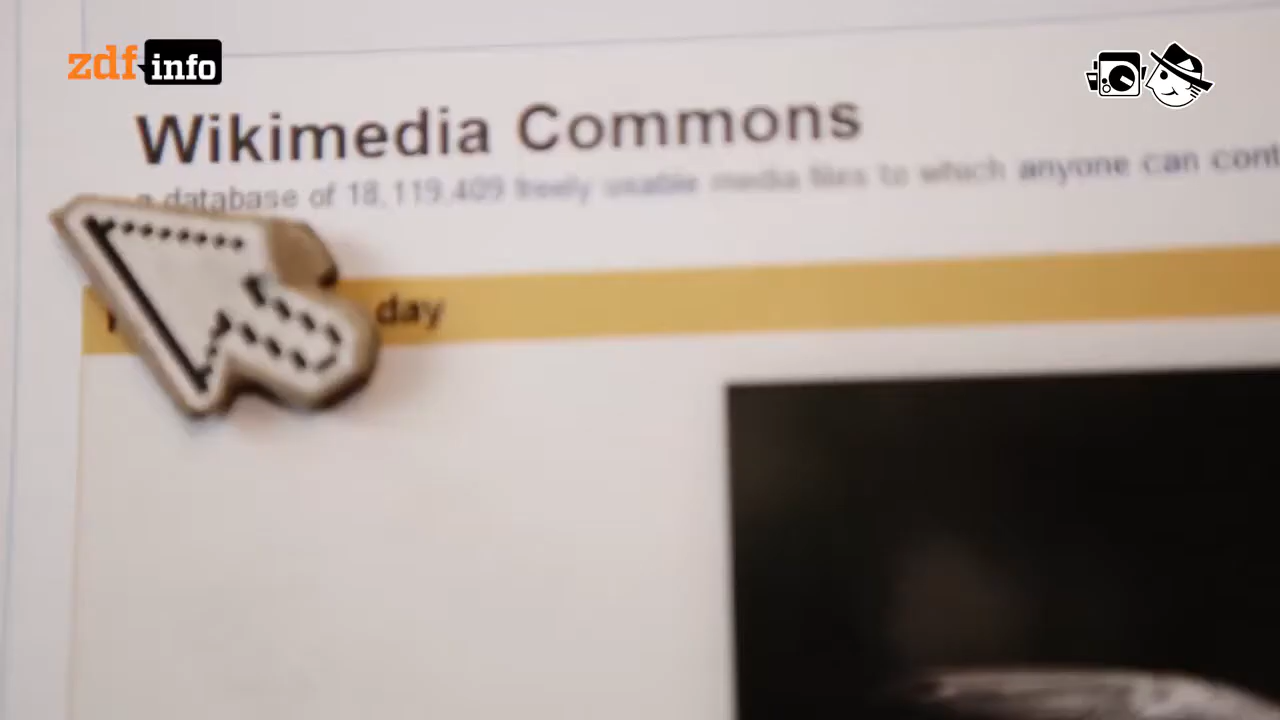 zdf info
Wikimedia Commons
a database of 18,119,409 freely usable media files to which anyone can cont
day